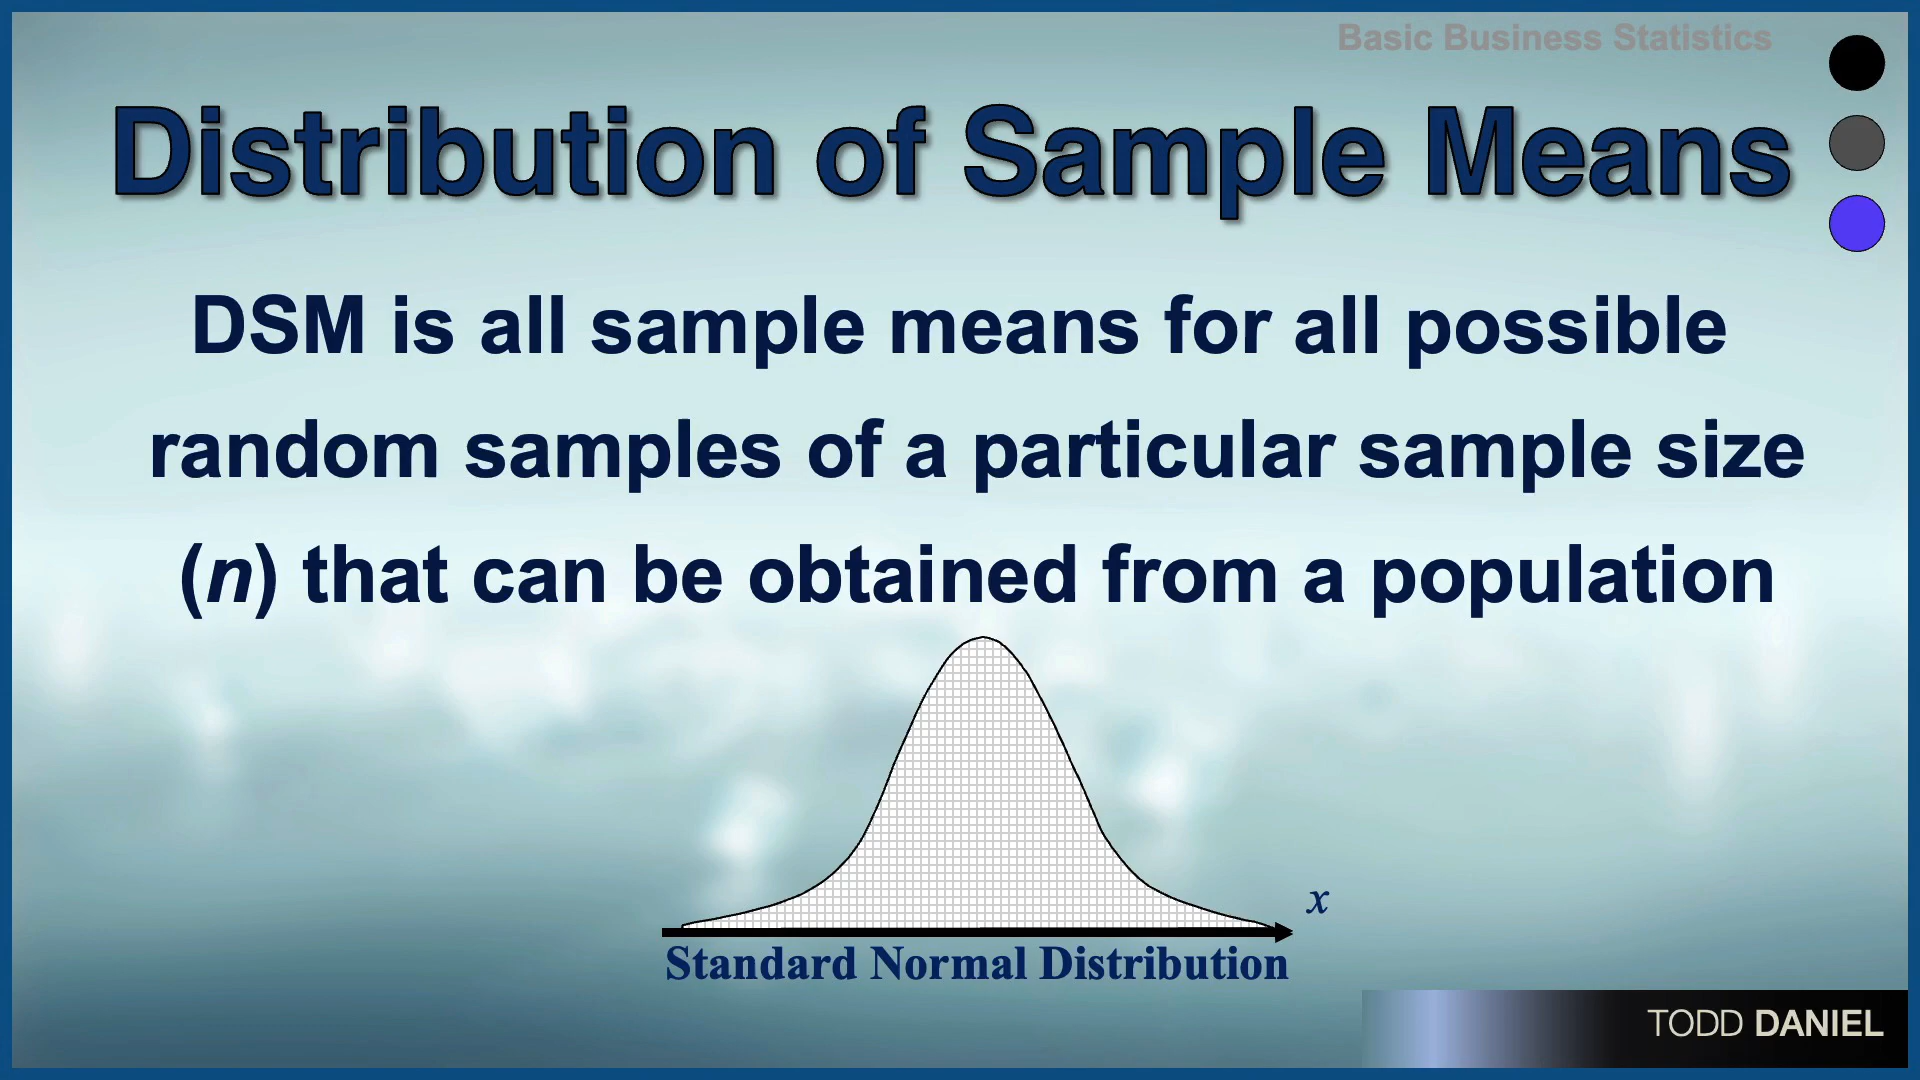 Basic Business Statistics
Distribution of Sample Means
DSM is all sample means for all possible
random samples of a particular sample size
(n) that can be obtained from a population
x
Standard Normal Distribution
TODD DANIEL